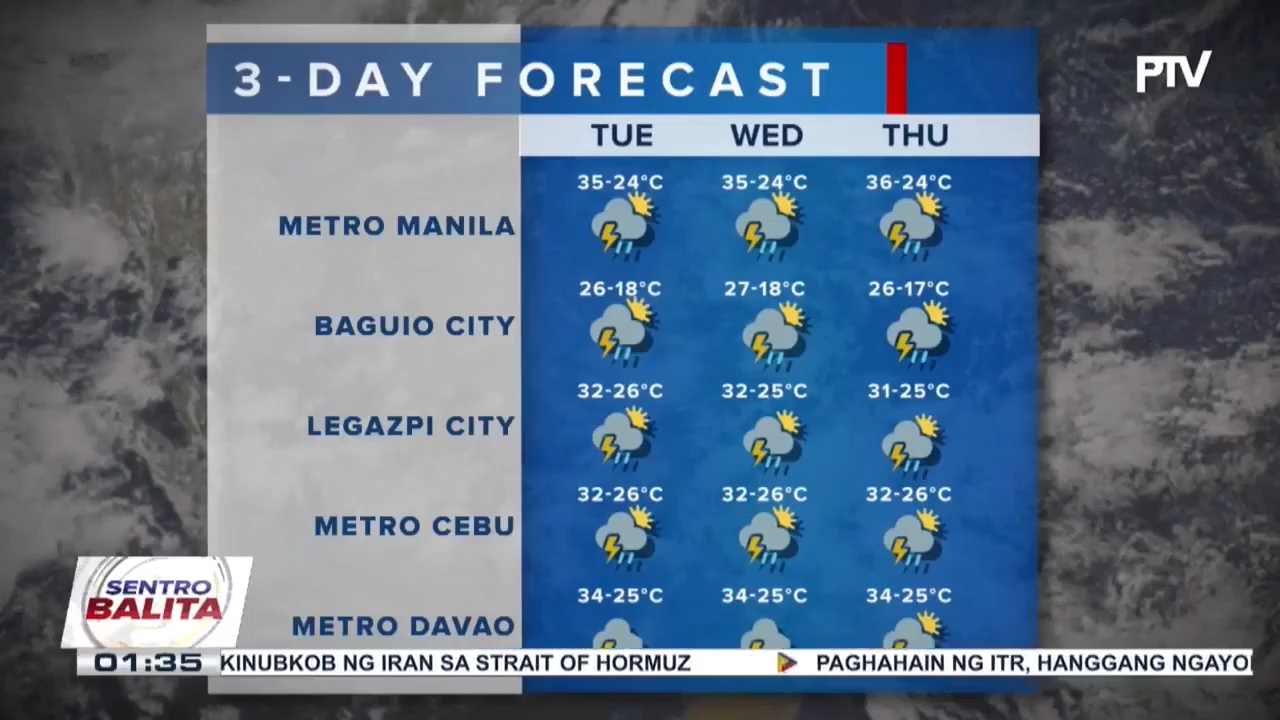 3-DAY FORECAST
PTV
TUE WED THU
35-24°C 35-24°C 36-24°C
METRO MANILA
26-18°C 27-18°C 26-17°C
BAGUIO CITY
32-26°C 32-25°C 31-25°C
LEGAZPI CITY
32-26°C 32-26°C 32-26°C
METRO CEBU
34-25°C 34-25°C 34-25°C
METRO DAVAO
SENTRO
BALITA
01:35 KINUBKOB NG IRAN SA STRAIT OF HORMUZ PAGHAHAIN NG ITR, HANGGANG NGAYO